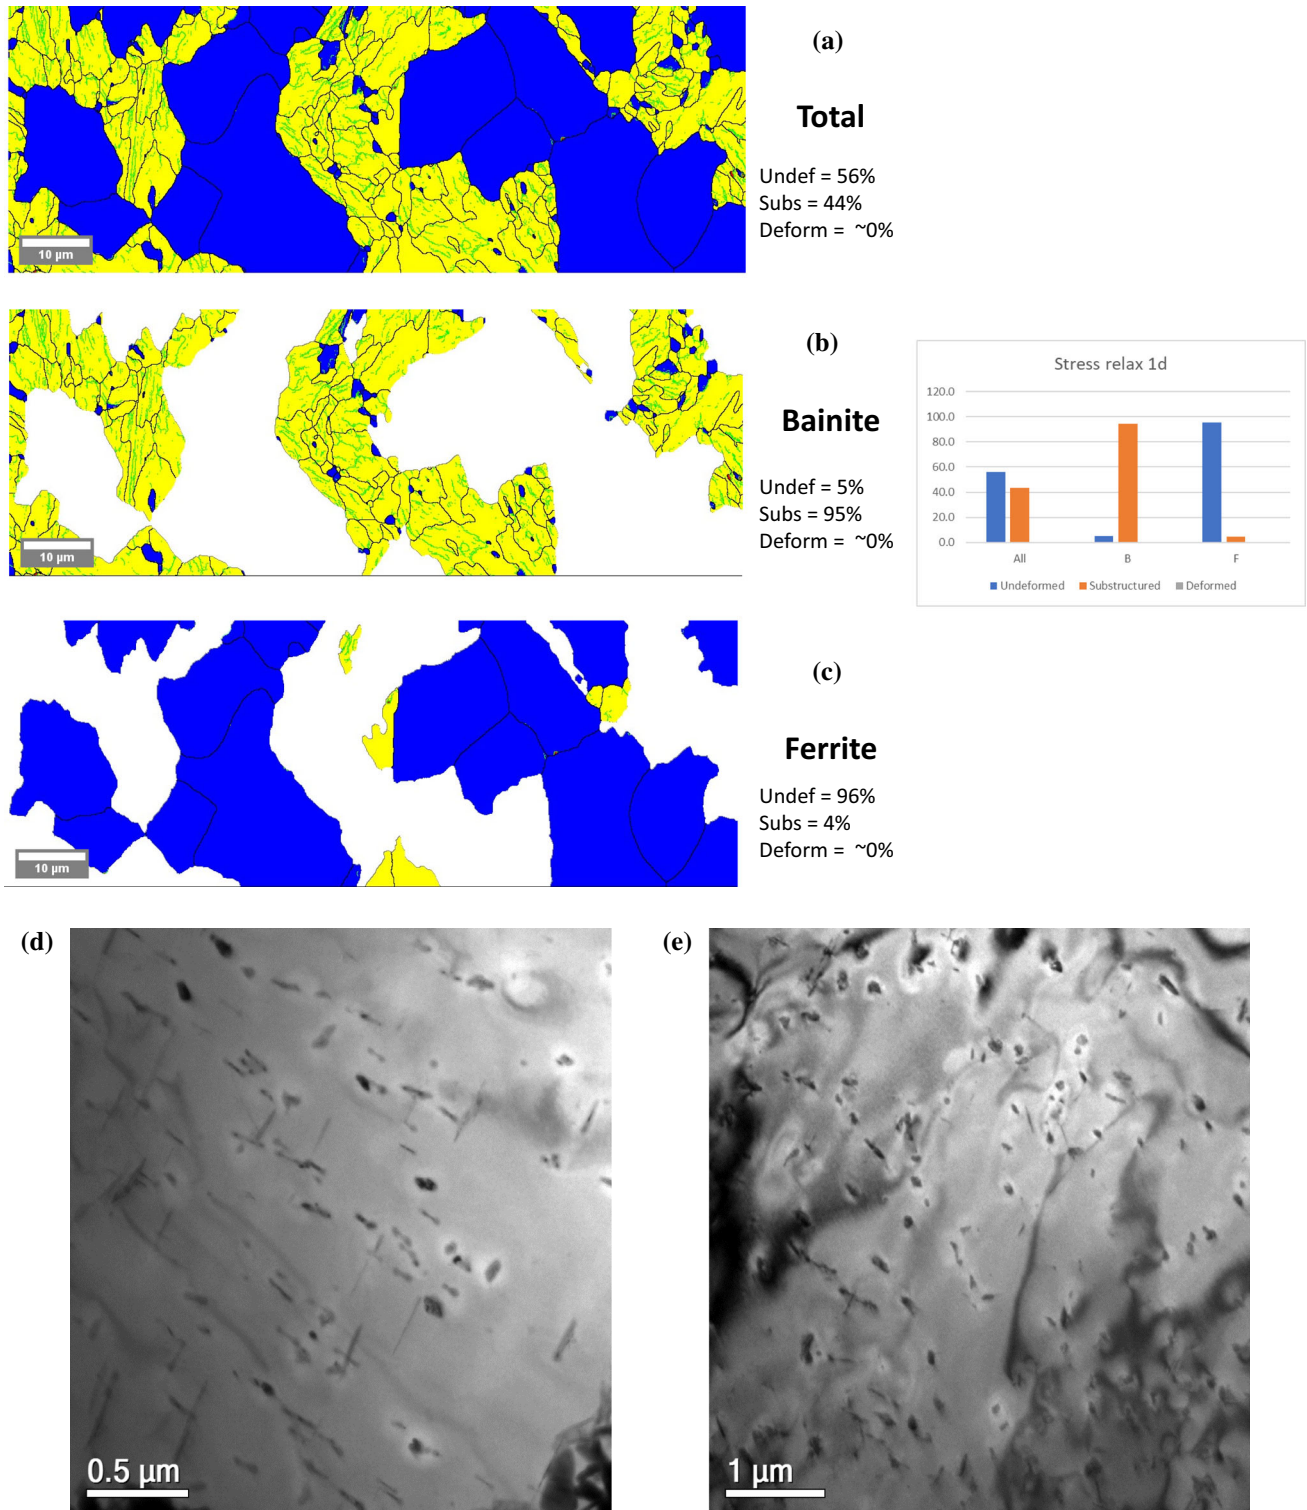 (a)
Total
Undef = 56%
Subs = 44%
Deform = ~0%
10 µm
(b)
Bainite
Undef = 5%
Subs = 95%
Deform = ~0%
10 µm
Stress relax 1d
120.0
100.0
80.0
60.0
40.0
20.0
0.0
All B F
Undeformed Substructured Deformed
(c)
Ferrite
Undef = 96%
Subs = 4%
Deform = ~0%
10 µm
(d) (e)
0.5 µm 1 µm